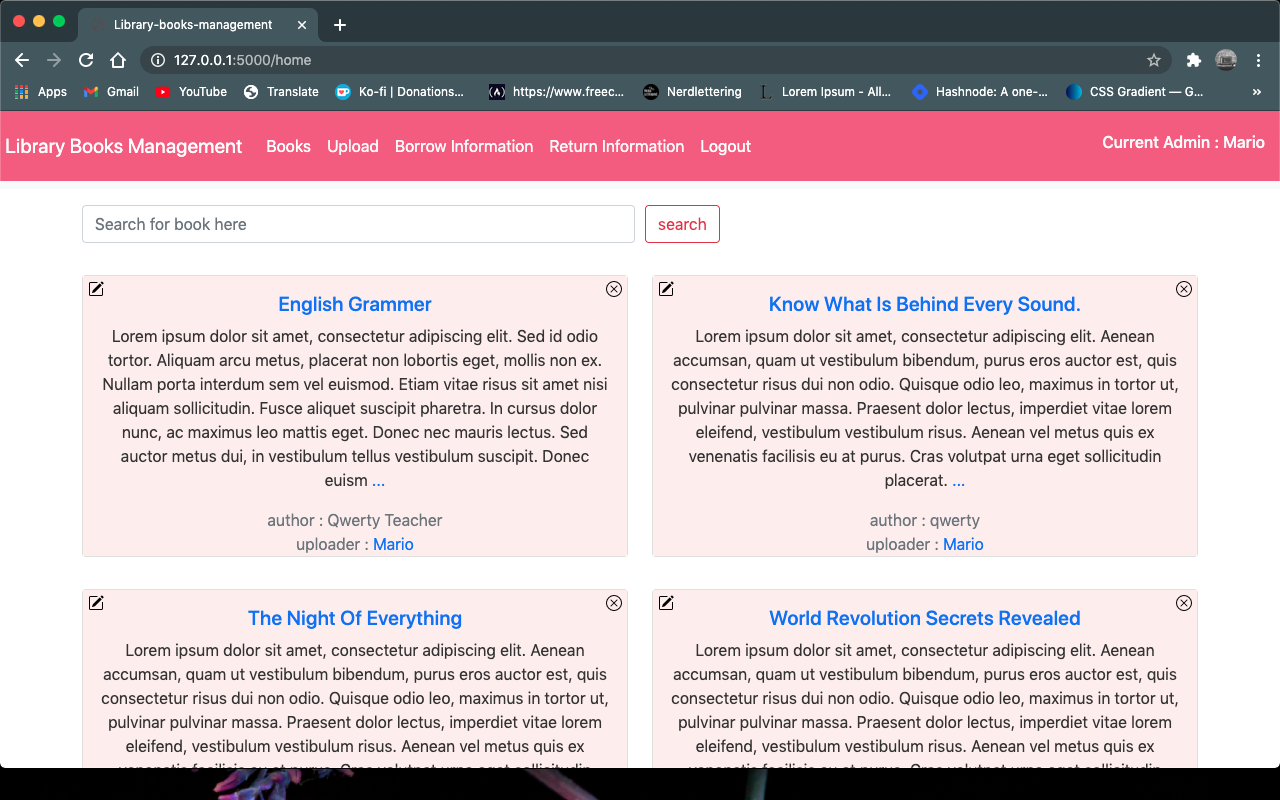 Library-books-management
127.0.0.1:5000/home
Apps Gmail YouTube Translate Ko-fi | Donations... https://www.freec... Nerdlettering Lorem Ipsum - All... Hashnode: A one-... CSS Gradient — G... »
Library Books Management Books Upload Borrow Information Return Information Logout Current Admin : Mario
Search for book here search
English Grammer
Lorem ipsum dolor sit amet, consectetur adipiscing elit. Sed id odio
tortor. Aliquam arcu metus, placerat non lobortis eget, mollis non ex.
Nullam porta interdum sem vel euismod. Etiam vitae risus sit amet nisi
aliquam sollicitudin. Fusce aliquet suscipit pharetra. In cursus dolor
nunc, ac maximus leo mattis eget. Donec nec mauris lectus. Sed
auctor metus dui, in vestibulum tellus vestibulum suscipit. Donec
euism ...
author : Qwerty Teacher
uploader : Mario
Know What Is Behind Every Sound.
Lorem ipsum dolor sit amet, consectetur adipiscing elit. Aenean
accumsan, quam ut vestibulum bibendum, purus eros auctor est, quis
consectetur risus dui non odio. Quisque odio leo, maximus in tortor ut,
pulvinar pulvinar massa. Praesent dolor lectus, imperdiet vitae lorem
eleifend, vestibulum vestibulum risus. Aenean vel metus quis ex
venenatis facilisis eu at purus. Cras volutpat urna eget sollicitudin
placerat. ...
author : qwerty
uploader : Mario
The Night Of Everything
Lorem ipsum dolor sit amet, consectetur adipiscing elit. Aenean
accumsan, quam ut vestibulum bibendum, purus eros auctor est, quis
consectetur risus dui non odio. Quisque odio leo, maximus in tortor ut,
pulvinar pulvinar massa. Praesent dolor lectus, imperdiet vitae lorem
eleifend, vestibulum vestibulum risus. Aenean vel metus quis ex
World Revolution Secrets Revealed
Lorem ipsum dolor sit amet, consectetur adipiscing elit. Aenean
accumsan, quam ut vestibulum bibendum, purus eros auctor est, quis
consectetur risus dui non odio. Quisque odio leo, maximus in tortor ut,
pulvinar pulvinar massa. Praesent dolor lectus, imperdiet vitae lorem
eleifend, vestibulum vestibulum risus. Aenean vel metus quis ex